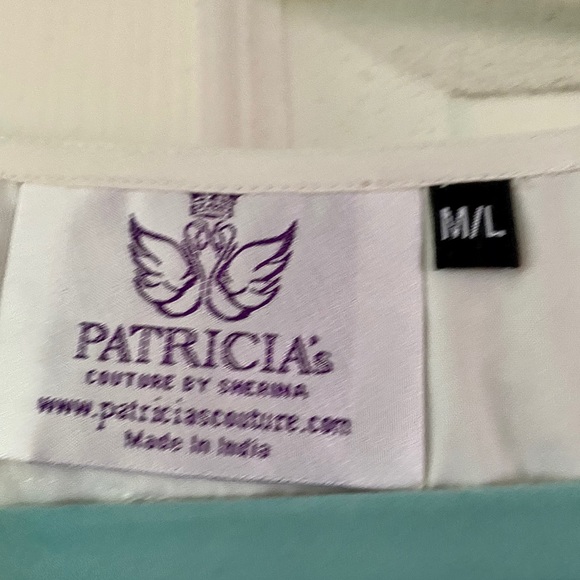 PATRICIA's
COUTURE BY SHERINA
www.patriciascouture.com
Made in India
M/L